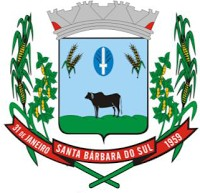 31 DE JANEIRO
SANTA BÁRBARA DO SUL
1959